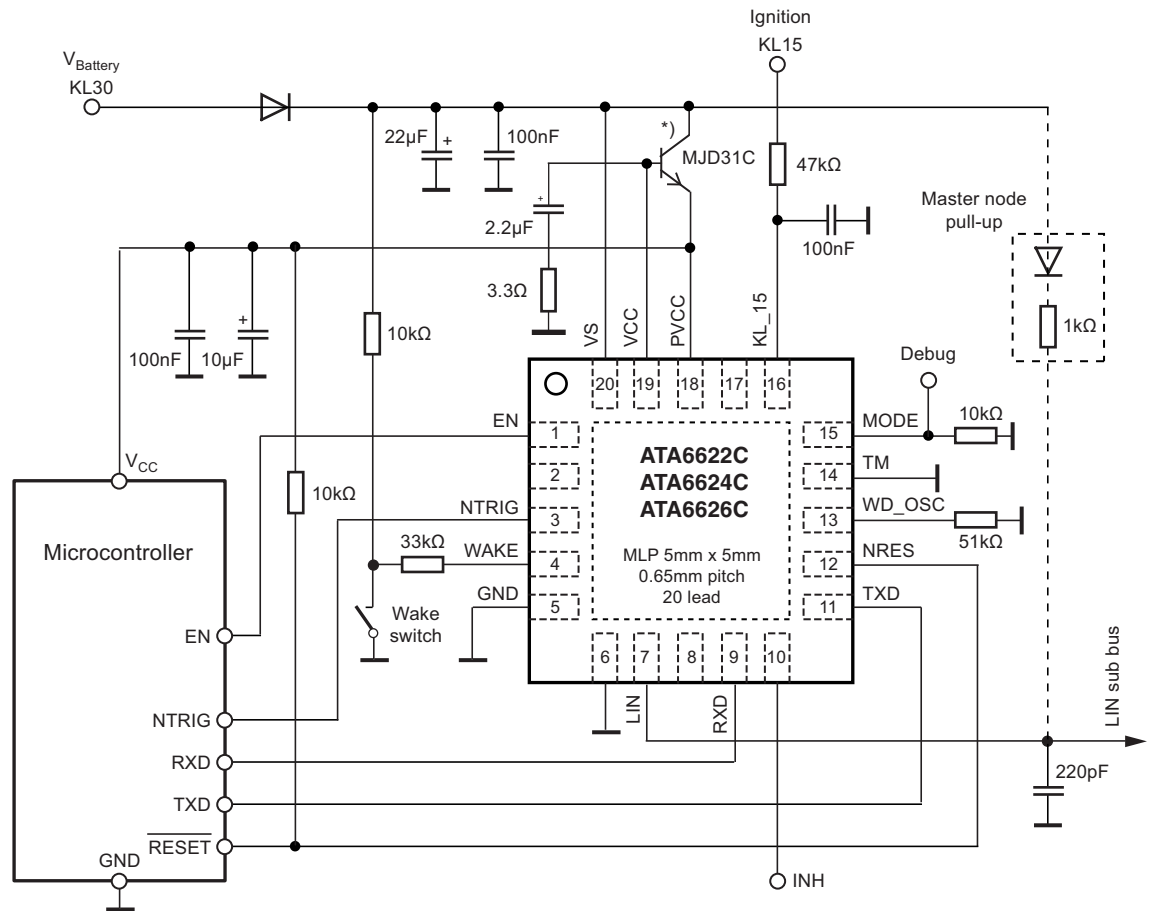 Ignition
KL15
V_Battery
KL30
22µF
+
100nF
*)
MJD31C
47kΩ
Master node
pull-up
+
2.2µF
100nF
3.3Ω
1kΩ
100nF
+
10µF
10kΩ
VS
VCC
PVCC
KL_15
Debug
20
19
18
17
16
EN
1
15
MODE
10kΩ
V_CC
10kΩ
2
14
TM
ATA6622C
ATA6624C
ATA6626C
NTRIG
3
13
WD_OSC
51kΩ
Microcontroller
33kΩ
WAKE
4
12
NRES
MLP 5mm x 5mm
0.65mm pitch
20 lead
GND
5
11
TXD
Wake
switch
EN
6
7
8
9
10
LIN
RXD
LIN sub bus
NTRIG
RXD
220pF
TXD
RESET
GND
INH